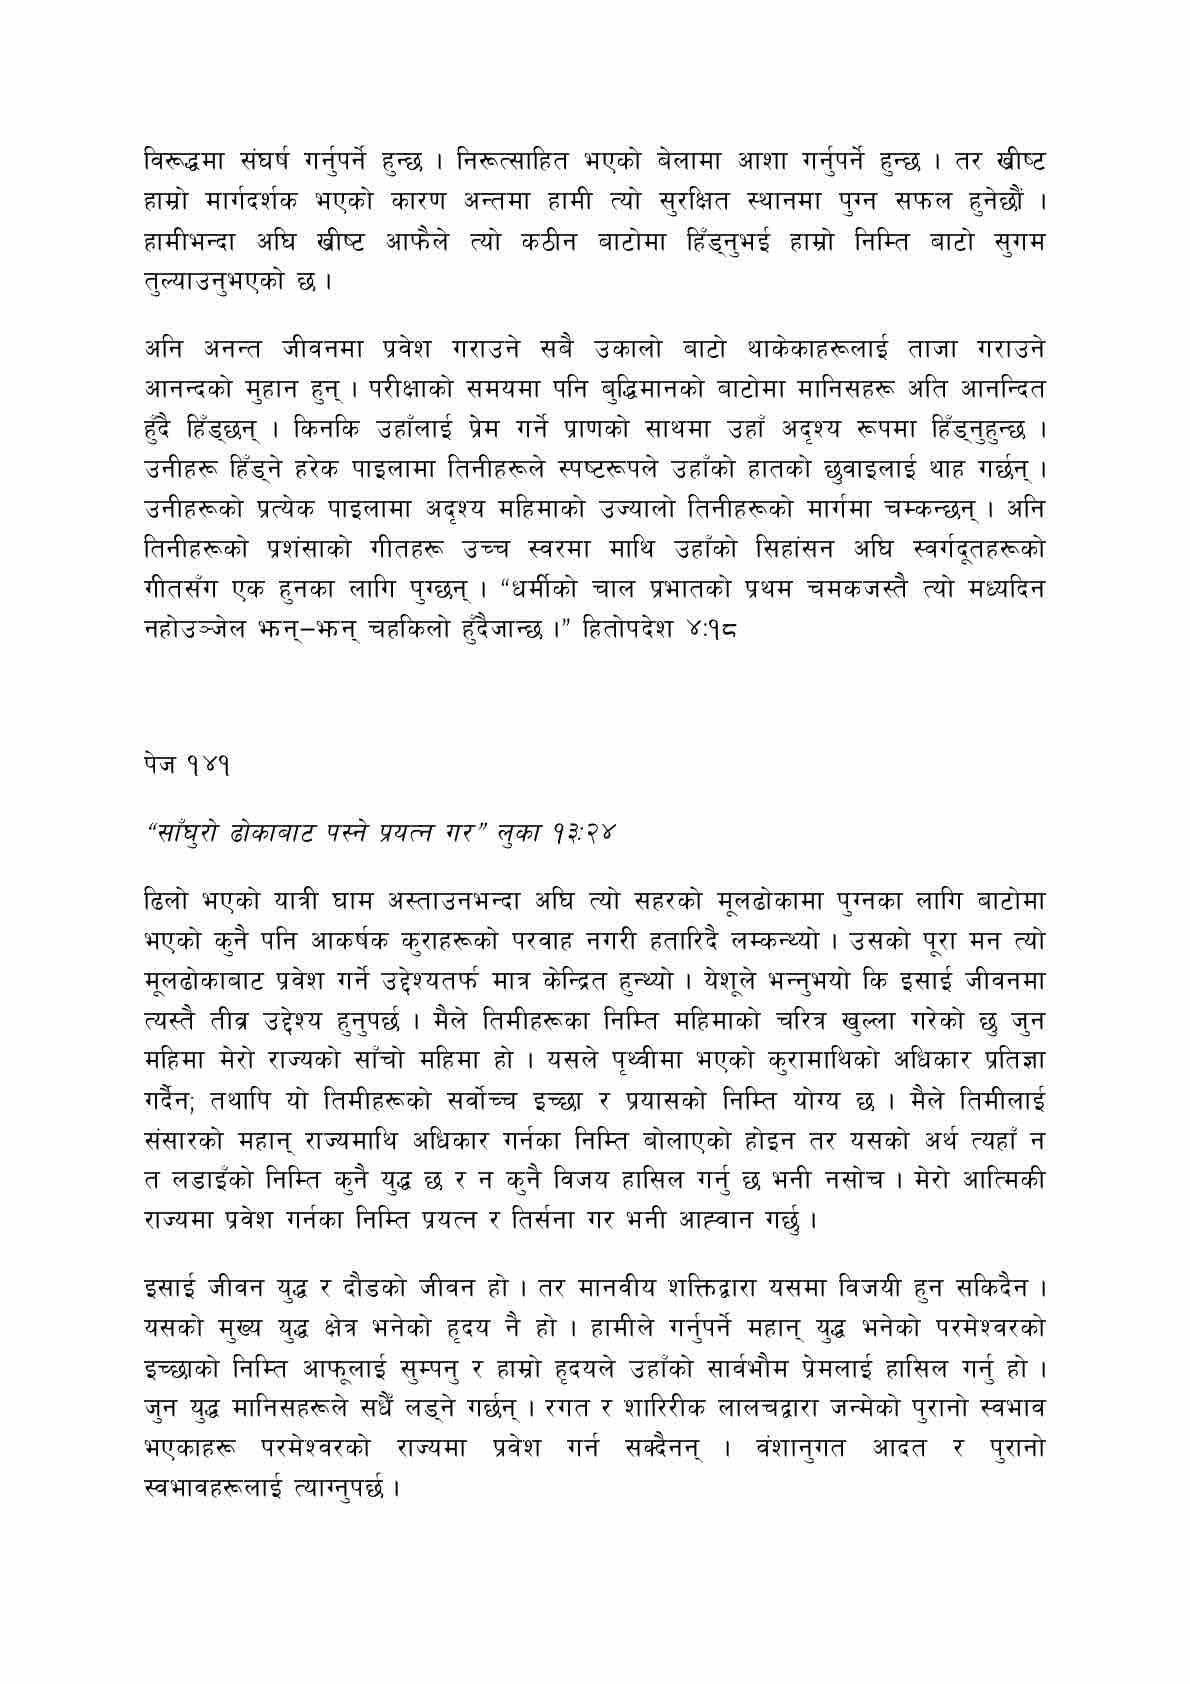 विरूद्धमा संघर्ष गर्नुपर्ने हुन्छ । निरूत्साहित भएको बेलामा आशा गर्नुपर्ने हुन्छ । तर ख्रीष्ट
हाम्रो मार्गदर्शक भएको कारण अन्तमा हामी त्यो सुरक्षित स्थानमा पुग्न सफल हुनेछौं ।
हामीभन्दा अघि ख्रीष्ट आफैले त्यो कठीन बाटोमा हिँड्नुभई हाम्रो निम्ति बाटो सुगम
तुल्याउनुभएको छ ।
अनि अनन्त जीवनमा प्रवेश गराउने सबै उकालो बाटो थाकेकाहरूलाई ताजा गराउने
आनन्दको मुहान हुन् । परीक्षाको समयमा पनि बुद्धिमानको बाटोमा मानिसहरू अति आनन्दित
हुँदै हिँड्छन् । किनकि उहाँलाई प्रेम गर्ने प्राणको साथमा उहाँ अदृश्य रूपमा हिँड्नुहुन्छ ।
उनीहरू हिँड्ने हरेक पाइलामा तिनीहरूले स्पष्टरूपले उहाँको हातको छुवाइलाई थाह गर्छन् ।
उनीहरूको प्रत्येक पाइलामा अदृश्य महिमाको उज्यालो तिनीहरूको मार्गमा चम्कन्छन् । अनि
तिनीहरूको प्रशंसाको गीतहरू उच्च स्वरमा माथि उहाँको सिहांसन अघि स्वर्गदूतहरूको
गीतसँग एक हुनका लागि पुग्छन् । “धर्मीको चाल प्रभातको प्रथम चमकजस्तै त्यो मध्यदिन
नहोउञ्जेल झन्–झन् चहकिलो हुँदैजान्छ ।” हितोपदेश ४:१८
पेज १४१
“साँघुरो ढोकाबाट पस्ने प्रयत्न गर” लुका १३:२४
ढिलो भएको यात्री घाम अस्ताउनभन्दा अघि त्यो सहरको मूलढोकामा पुग्नका लागि बाटोमा
भएको कुनै पनि आकर्षक कुराहरूको परवाह नगरी हतारिदै लम्कन्थ्यो । उसको पूरा मन त्यो
मूलढोकाबाट प्रवेश गर्ने उद्देश्यतर्फ मात्र केन्द्रित हुन्थ्यो । येशूले भन्नुभयो कि इसाई जीवनमा
त्यस्तै तीव्र उद्देश्य हुनुपर्छ । मैले तिमीहरूका निम्ति महिमाको चरित्र खुल्ला गरेको छु जुन
महिमा मेरो राज्यको साँचो महिमा हो । यसले पृथ्वीमा भएको कुरामाथिको अधिकार प्रतिज्ञा
गर्दैन; तथापि यो तिमीहरूको सर्वोच्च इच्छा र प्रयासको निम्ति योग्य छ । मैले तिमीलाई
संसारको महान् राज्यमाथि अधिकार गर्नका निम्ति बोलाएको होइन तर यसको अर्थ त्यहाँ न
त लडाइँको निम्ति कुनै युद्ध छ र न कुनै विजय हासिल गर्नु छ भनी नसोच । मेरो आत्मिकी
राज्यमा प्रवेश गर्नका निम्ति प्रयत्न र तिर्सना गर भनी आह्वान गर्छु ।
इसाई जीवन युद्ध र दौडको जीवन हो । तर मानवीय शक्तिद्वारा यसमा विजयी हुन सकिदैन ।
यसको मुख्य युद्ध क्षेत्र भनेको हृदय नै हो । हामीले गर्नुपर्ने महान् युद्ध भनेको परमेश्वरको
इच्छाको निम्ति आफूलाई सुम्पनु र हाम्रो हृदयले उहाँको सार्वभौम प्रेमलाई हासिल गर्नु हो ।
जुन युद्ध मानिसहरूले सधैँ लड्ने गर्छन् । रगत र शारिरीक लालचद्वारा जन्मेको पुरानो स्वभाव
भएकाहरू परमेश्वरको राज्यमा प्रवेश गर्न सक्दैनन् । वंशानुगत आदत र पुरानो
स्वभावहरूलाई त्याग्नुपर्छ ।